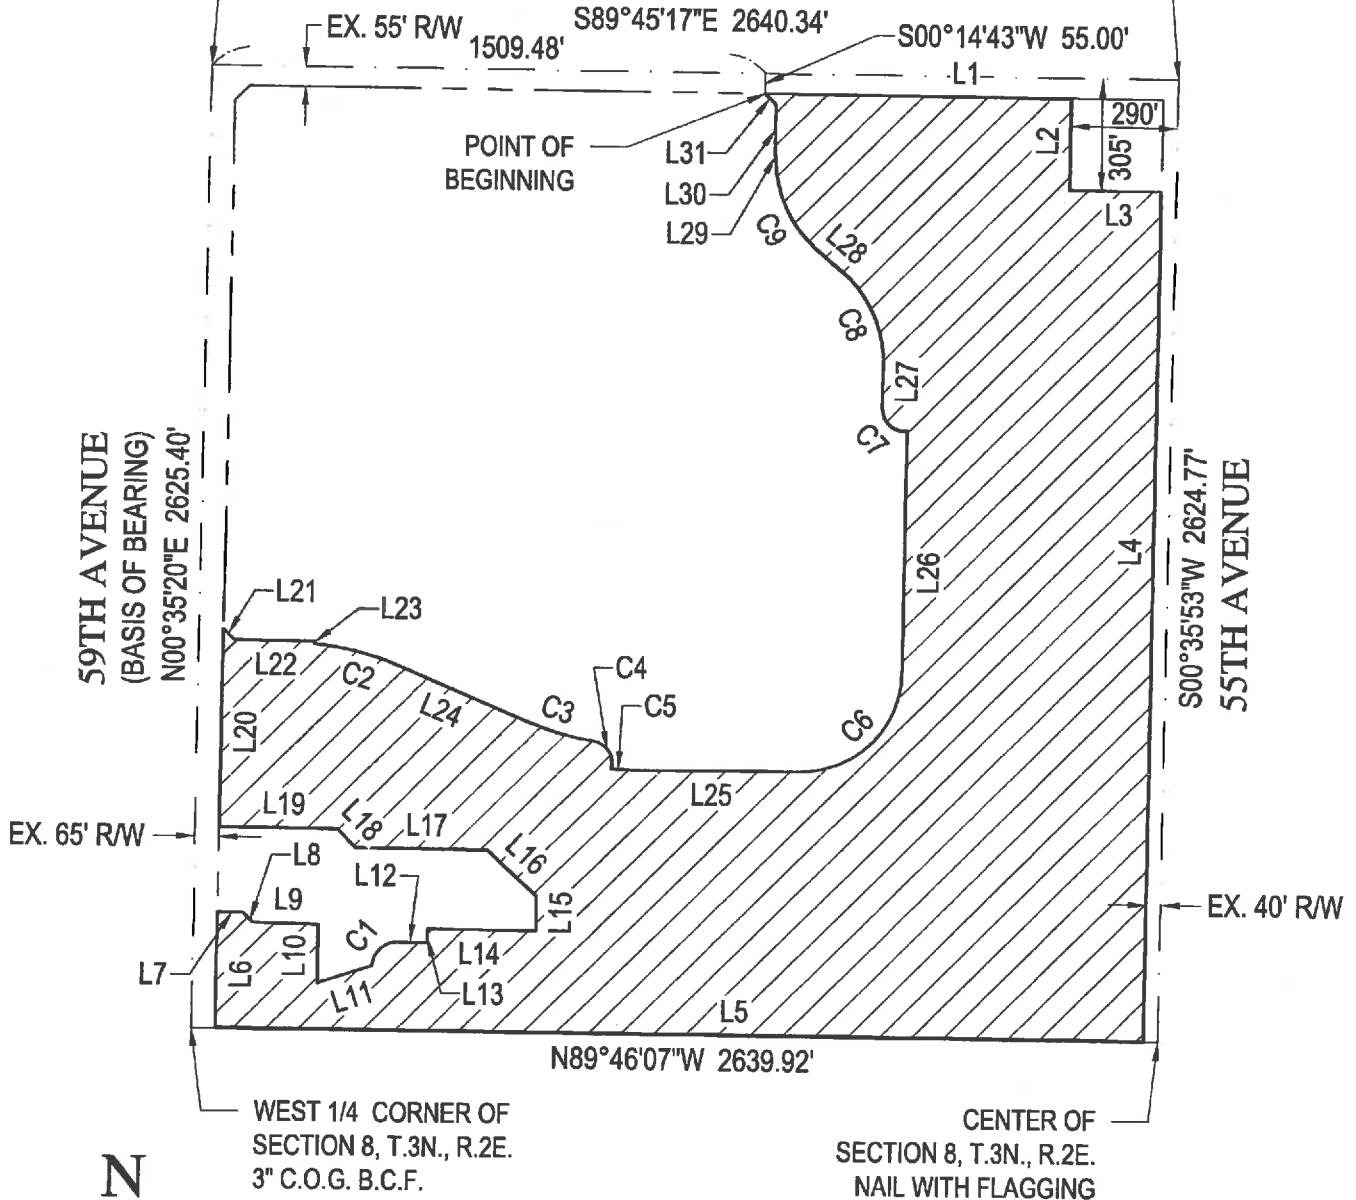 S89°45'17"E 2640.34'
EX. 55' R/W
1509.48'
S00°14'43"W 55.00'
L1
290'
305'
L2
L3
POINT OF
BEGINNING
L31
L30
L29
C9
L28
C8
L27
C7
59TH AVENUE
(BASIS OF BEARING)
N00°35'20"E 2625.40'
S00°35'53"W 2624.77'
55TH AVENUE
L4
L26
L21
L23
L22
C2
L24
C3
C4
C5
C6
L20
L25
L19
L18
L17
L16
EX. 65' R/W
L8
L12
L9
L15
L10
C1
L14
EX. 40' R/W
L7
L6
L11
L13
L5
N89°46'07"W 2639.92'
WEST 1/4 CORNER OF
SECTION 8, T.3N., R.2E.
3" C.O.G. B.C.F.
CENTER OF
SECTION 8, T.3N., R.2E.
NAIL WITH FLAGGING
N